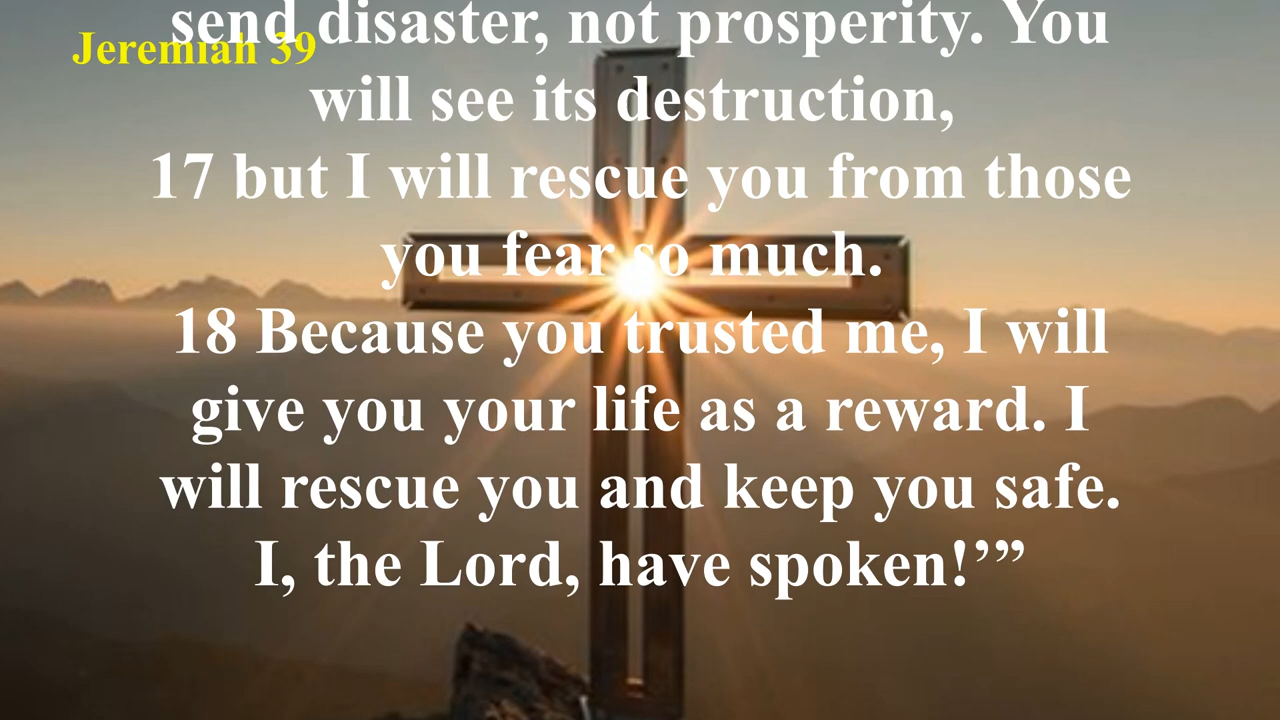 send disaster, not prosperity. You
Jeremiah 39
will see its destruction,
17 but I will rescue you from those
you fear so much.
18 Because you trusted me, I will
give you your life as a reward. I
will rescue you and keep you safe.
I, the Lord, have spoken!’”